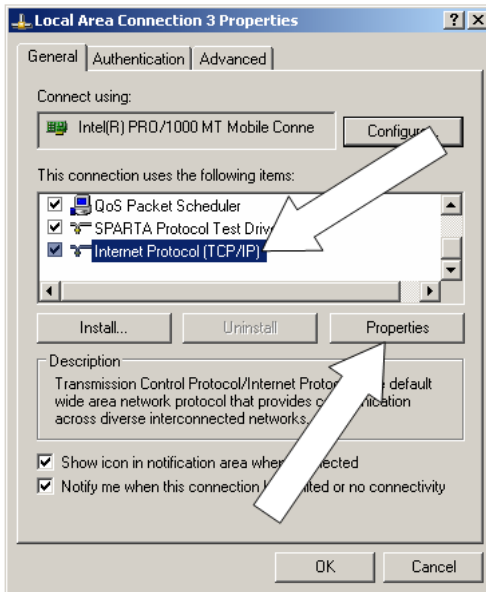 Local Area Connection 3 Properties
General Authentication Advanced
Connect using:
Intel(R) PRO/1000 MT Mobile Conne
Configure...
This connection uses the following items:
QoS Packet Scheduler
SPARTA Protocol Test Driv
Internet Protocol (TCP/IP)
Install... Uninstall Properties
Description
Transmission Control Protocol/Internet Protoc default
wide area network protocol that provides c nication
across diverse interconnected networks.
Show icon in notification area when ected
Notify me when this connection ited or no connectivity
OK Cancel